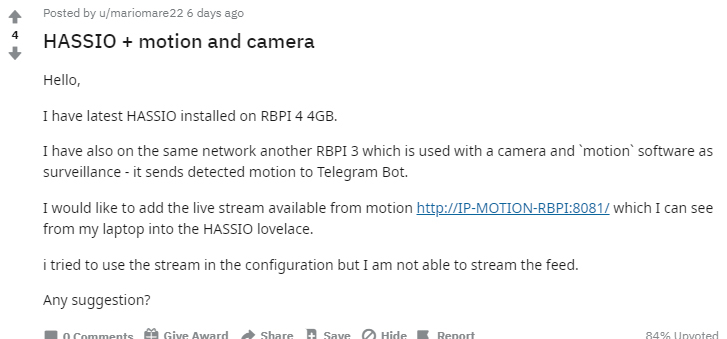 Posted by u/mariomare22 6 days ago
4
HASSIO + motion and camera
Hello,
I have latest HASSIO installed on RBPI 4 4GB.
I have also on the same network another RBPI 3 which is used with a camera and `motion` software as
surveillance - it sends detected motion to Telegram Bot.
I would like to add the live stream available from motion http://IP-MOTION-RBPI:8081/ which I can see
from my laptop into the HASSIO lovelace.
i tried to use the stream in the configuration but I am not able to stream the feed.
Any suggestion?
0 Comments Give Award Share Save Hide Report 84% Upvoted